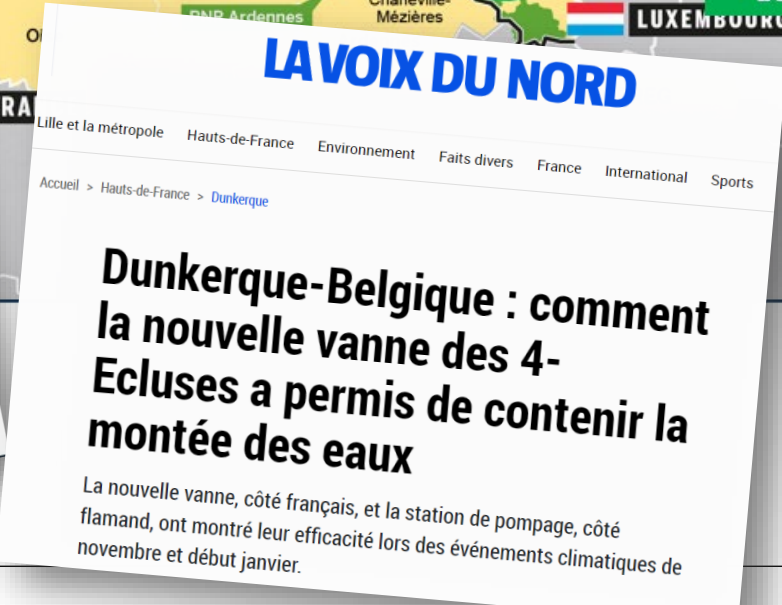 PNR Ardennes
Charleville-
Mézières
LUXEMBOURG
LA VOIX DU NORD
Lille et la métropole Hauts-de-France Environnement Faits divers France International Sports
Accueil > Hauts-de-France > Dunkerque
Dunkerque-Belgique : comment
la nouvelle vanne des 4-
Ecluses a permis de contenir la
montée des eaux
La nouvelle vanne, côté français, et la station de pompage, côté
flamand, ont montré leur efficacité lors des événements climatiques de
novembre et début janvier.